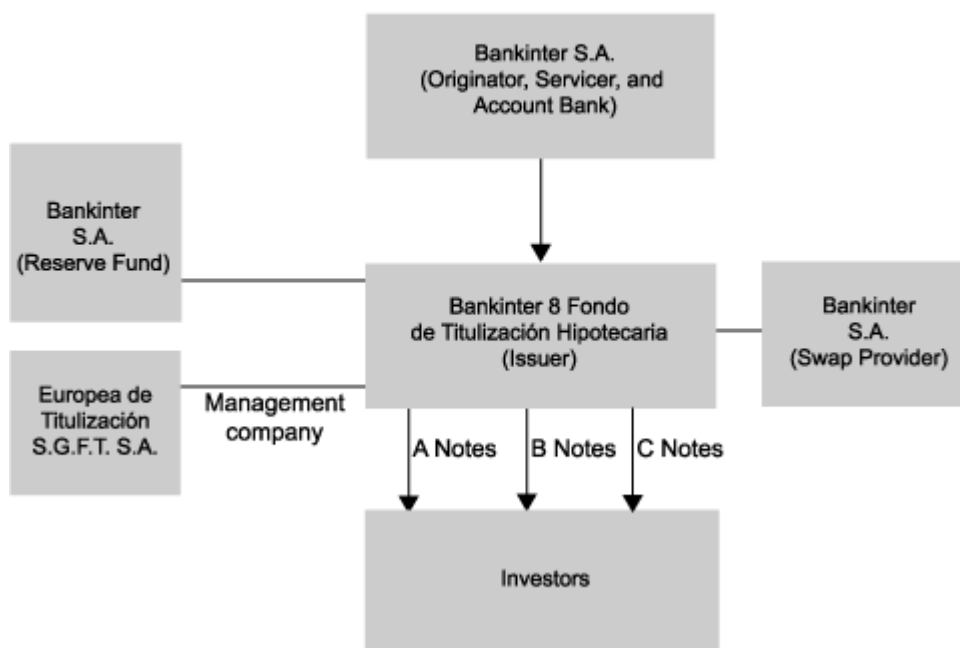 Bankinter S.A.
(Originator, Servicer, and
Account Bank)
Bankinter
S.A.
(Reserve Fund)
Bankinter 8 Fondo
de Titulización Hipotecaria
(Issuer)
Bankinter
S.A.
(Swap Provider)
Europea de
Titulización
S.G.F.T. S.A.
Management
company
A Notes
B Notes
C Notes
Investors